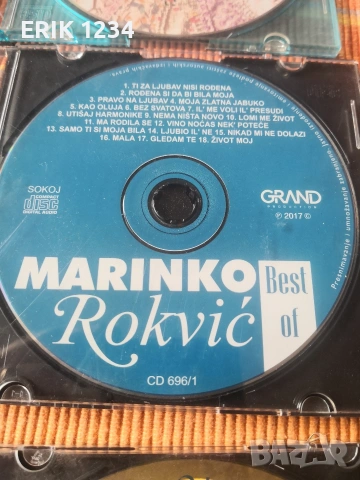 ERIK 1234
1. TI ZA LJUBAV NISI ROĐENA
2. ROĐENA SI DA BI BILA MOJA
3. PRAVO NA LJUBAV 4. MOJA ZLATNA JABUKO
5. KAO OLUJA 6. BEZ SVATOVA 7. IL' ME VOLI IL' PRESUDI
8. UTIŠAJ HARMONIKE 9. NEMA NIŠTA NOVO 10. LOMI ME ŽIVOT
11. MA RODILA SE 12. VINO NOĆAS NEK' POTEČE
13. SAMO TI SI MOJA BILA 14. LJUBIO IL' NE 15. NIKAD MI NE DOLAZI
16. MALA 17. GLEDAM TE 18. ŽIVOT MOJ
SOKOJ
COMPACT
disc
DIGITAL AUDIO
GRAND
PRODUCTION
℗ 2017 ©
MARINKO
Rokvić
Best
of
CD 696/1
Presnimavanje i umnožavanje
BAZAR